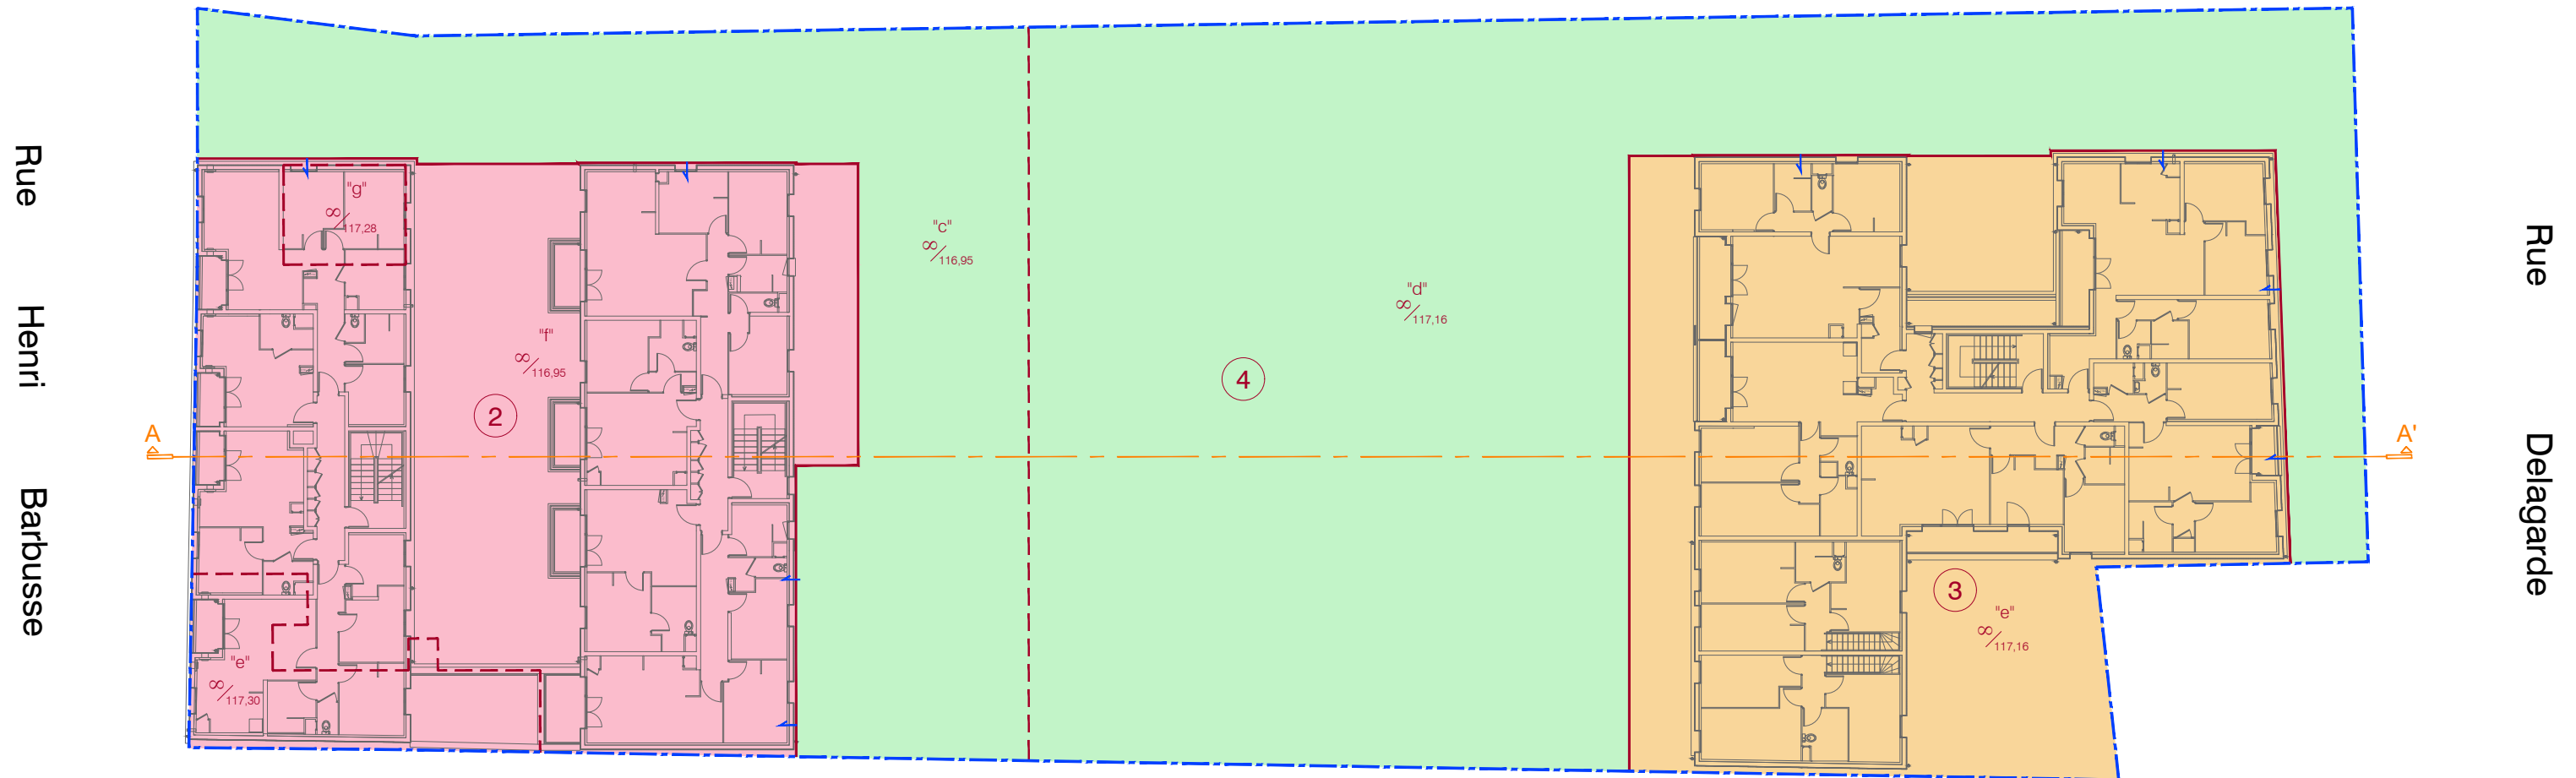 Rue
Henri
Barbusse
A
"g"
∞/117,28
"f"
∞/116,95
2
"e"
∞/117,30
"c"
∞/116,95
"d"
∞/117,16
4
3
"e"
∞/117,16
A'
Rue
Delagarde